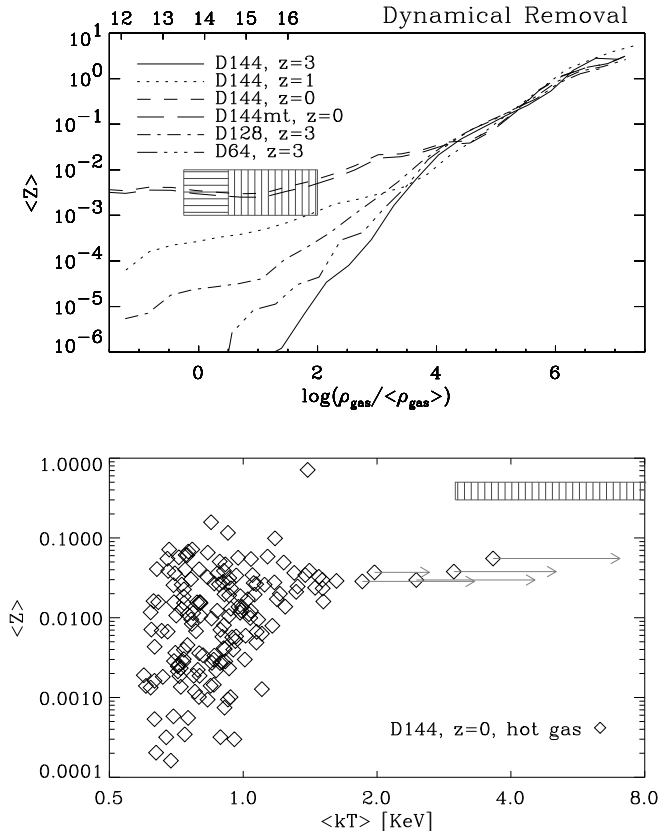 12 13 14 15 16 Dynamical Removal
10^1
10^0
10^-1
10^-2
10^-3
10^-4
10^-5
10^-6
<Z>
D144, z=3
D144, z=1
D144, z=0
D144mt, z=0
D128, z=3
D64, z=3
0 2 4 6
log(ρ_gas/<ρ_gas>)
1.0000
0.1000
0.0100
0.0010
0.0001
<Z>
D144, z=0, hot gas
0.5 1.0 2.0 4.0 8.0
<kT> [KeV]